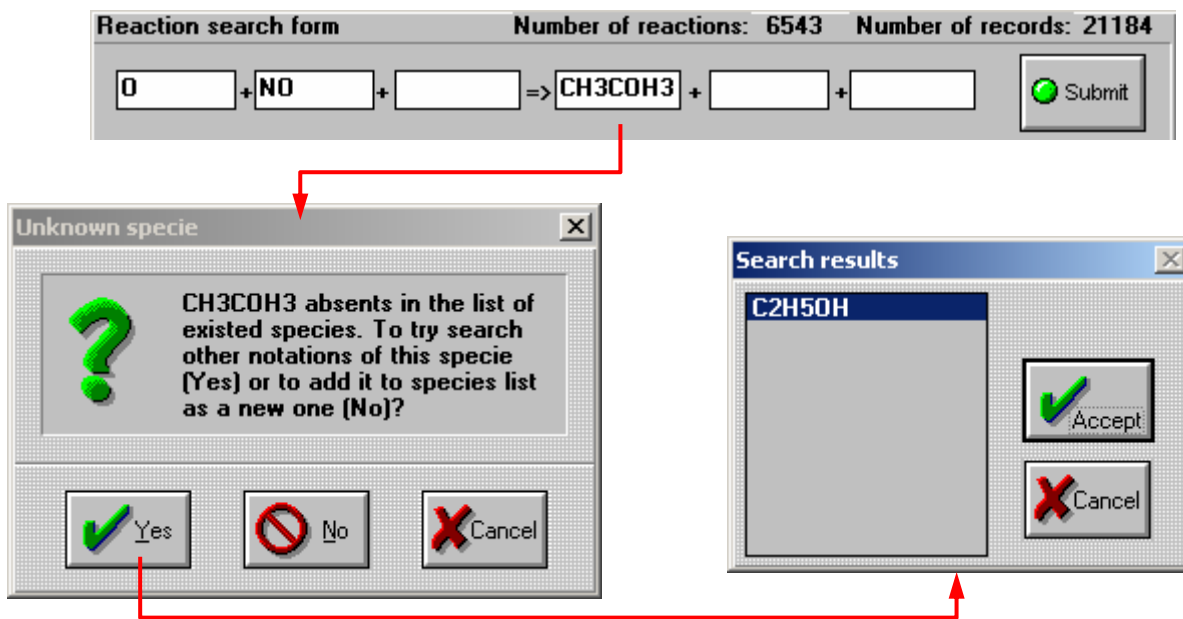 Reaction search form Number of reactions: 6543 Number of records: 21184
O + NO + => CH3COH3 + + Submit
Unknown specie
CH3COH3 absents in the list of
existed species. To try search
other notations of this specie
(Yes) or to add it to species list
as a new one (No)?
Yes No Cancel
Search results
C2H5OH
Accept
Cancel